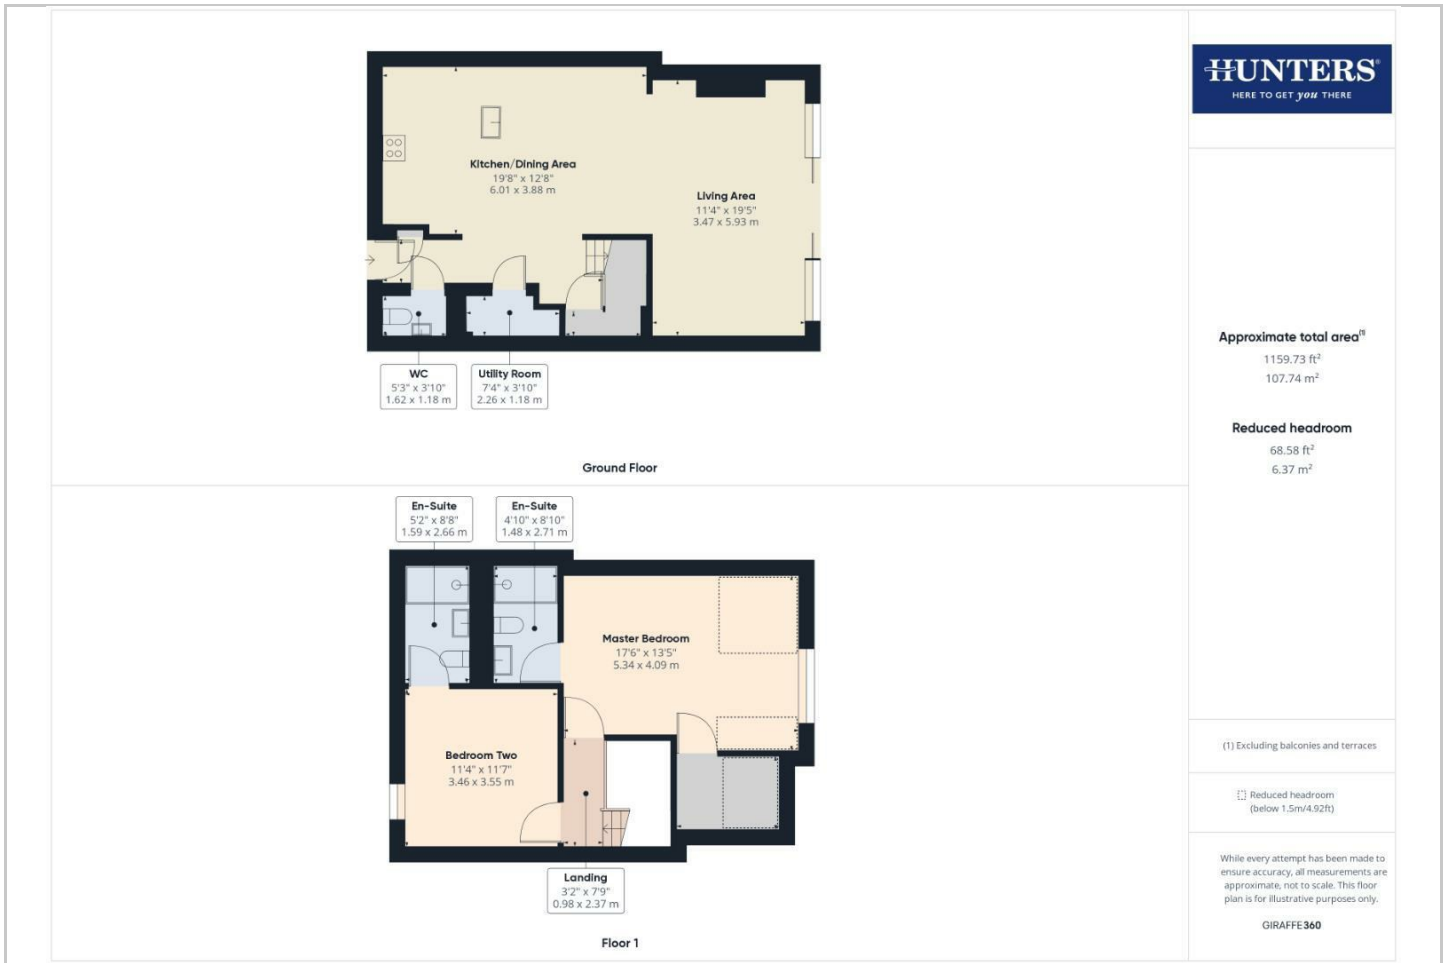 Kitchen/Dining Area
19'8" x 12'8"
6.01 x 3.88 m
Living Area
11'4" x 19'5"
3.47 x 5.93 m
WC
5'3" x 3'10"
1.62 x 1.18 m
Utility Room
7'4" x 3'10"
2.26 x 1.18 m
Ground Floor
En-Suite
5'2" x 8'8"
1.59 x 2.66 m
En-Suite
4'10" x 8'10"
1.48 x 2.71 m
Master Bedroom
17'6" x 13'5"
5.34 x 4.09 m
Bedroom Two
11'4" x 11'7"
3.46 x 3.55 m
Landing
3'2" x 7'9"
0.98 x 2.37 m
Floor 1
HUNTERS®
HERE TO GET you THERE
Approximate total area(1)
1159.73 ft²
107.74 m²
Reduced headroom
68.58 ft²
6.37 m²
(1) Excluding balconies and terraces
Reduced headroom
(below 1.5m/4.92ft)
While every attempt has been made to
ensure accuracy, all measurements are
approximate, not to scale. This floor
plan is for illustrative purposes only.
GIRAFFE360